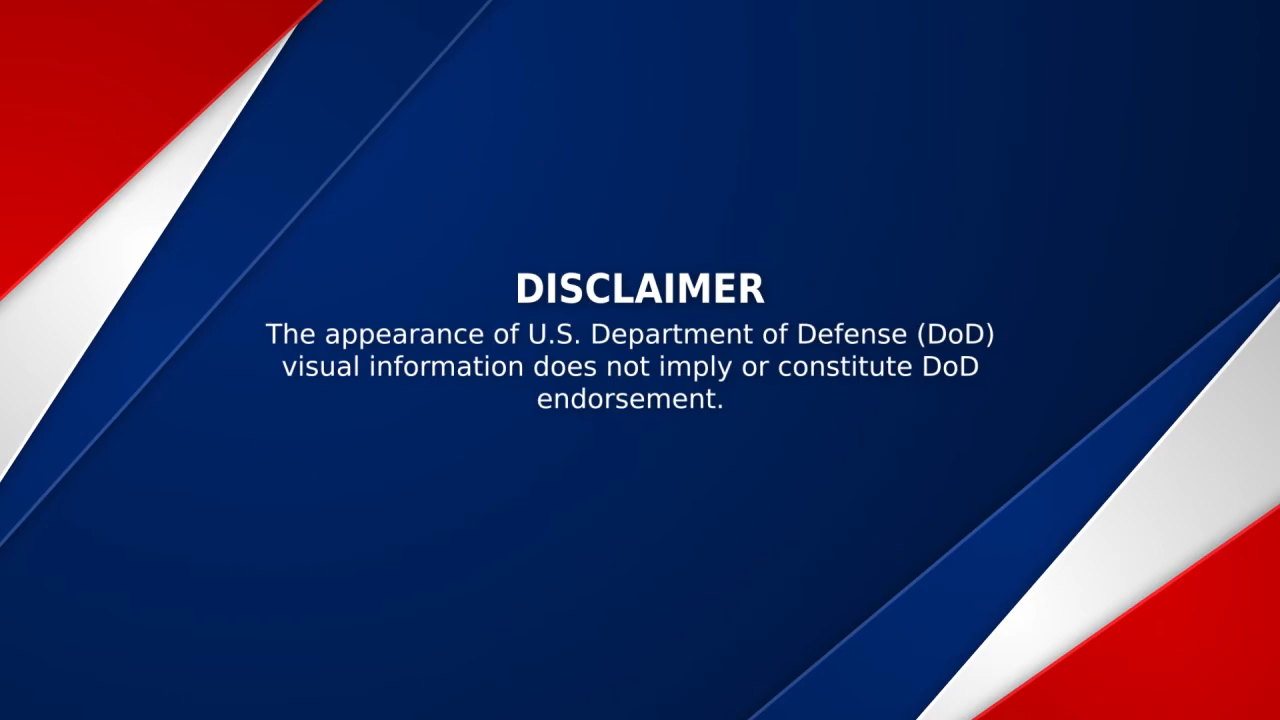 DISCLAIMER
The appearance of U.S. Department of Defense (DoD)
visual information does not imply or constitute DoD
endorsement.